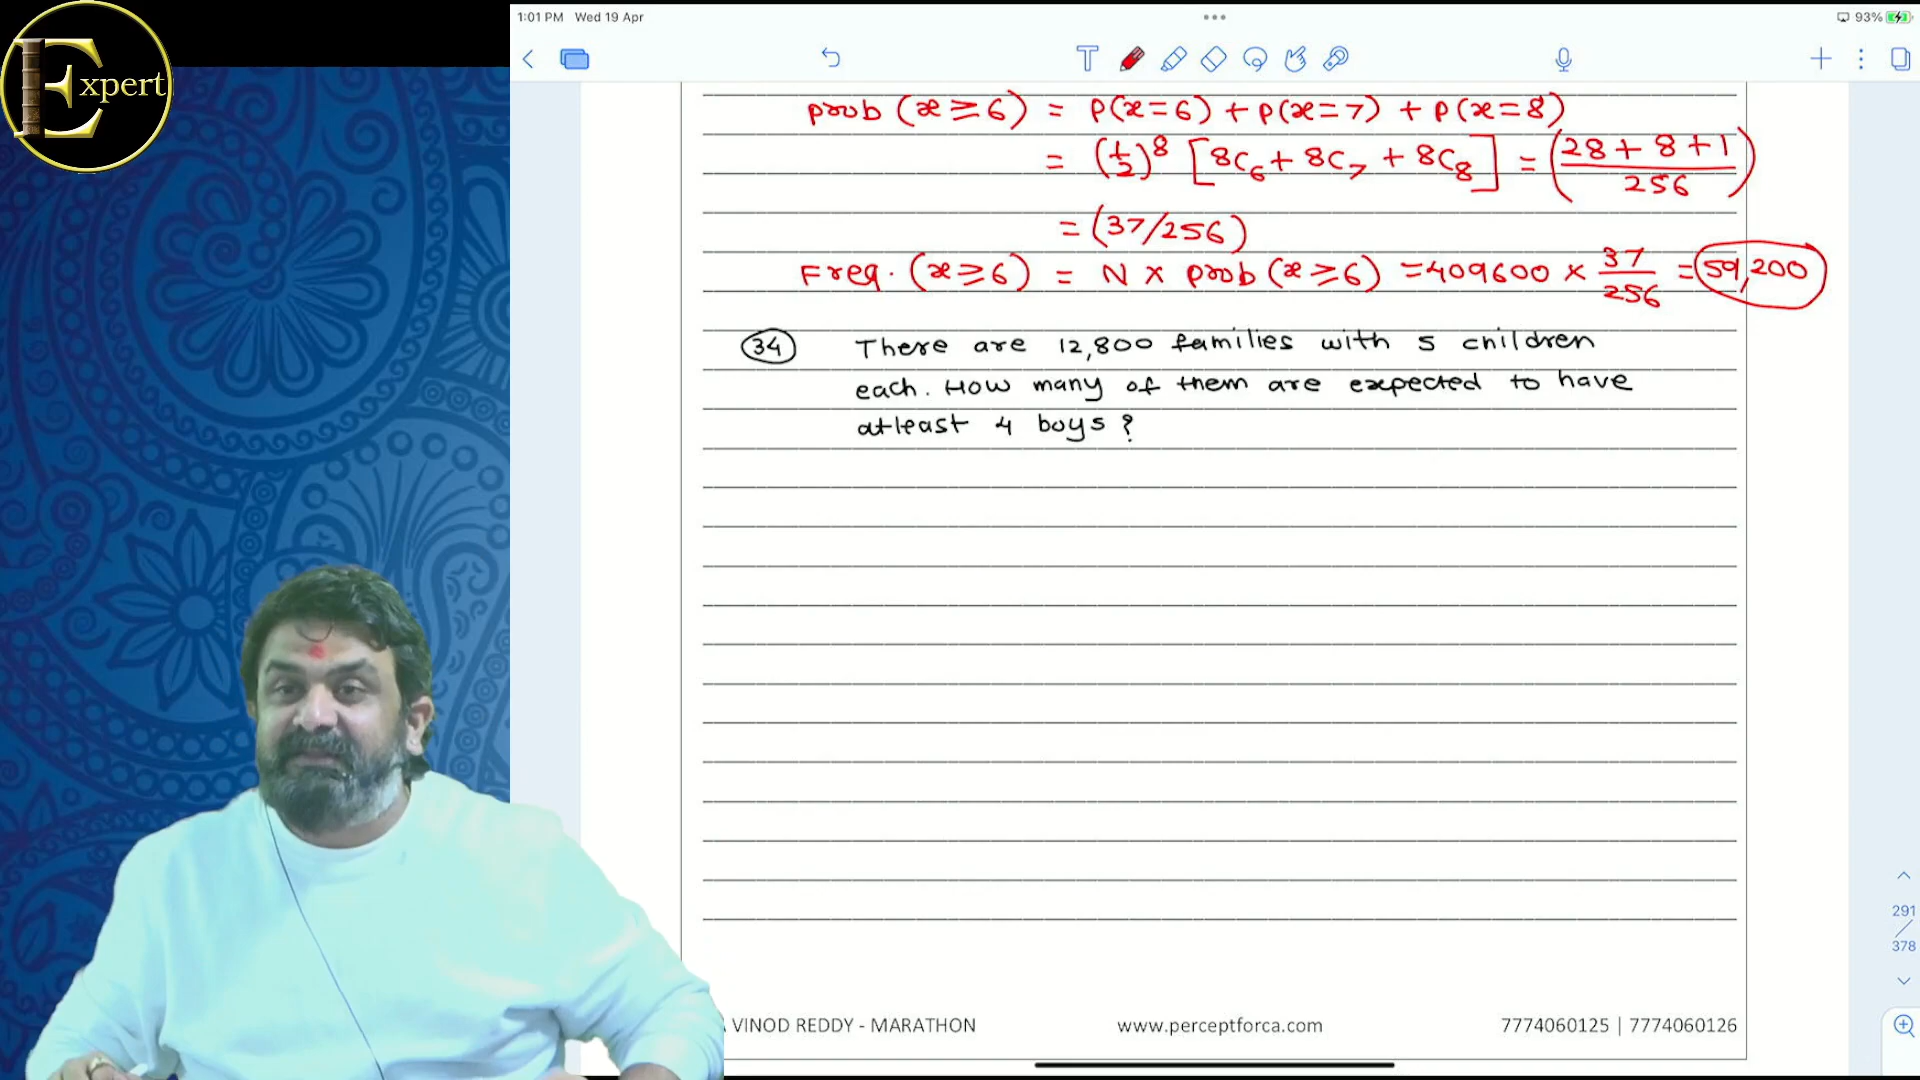 Expert
1:01 PM Wed 19 Apr
93%
prob (x ≥ 6) = P(x=6) + P(x=7) + P(x=8)
= (1/2)^8 [8C6 + 8C7 + 8C8] = (28 + 8 + 1 / 256)
= (37/256)
Freq. (x ≥ 6) = N × prob (x ≥ 6) = 409600 × 37/256 = 59,200
34 There are 12,800 families with 5 children
each. How many of them are expected to have
atleast 4 boys ?
291
378
VINOD REDDY - MARATHON www.perceptforca.com 7774060125 | 7774060126